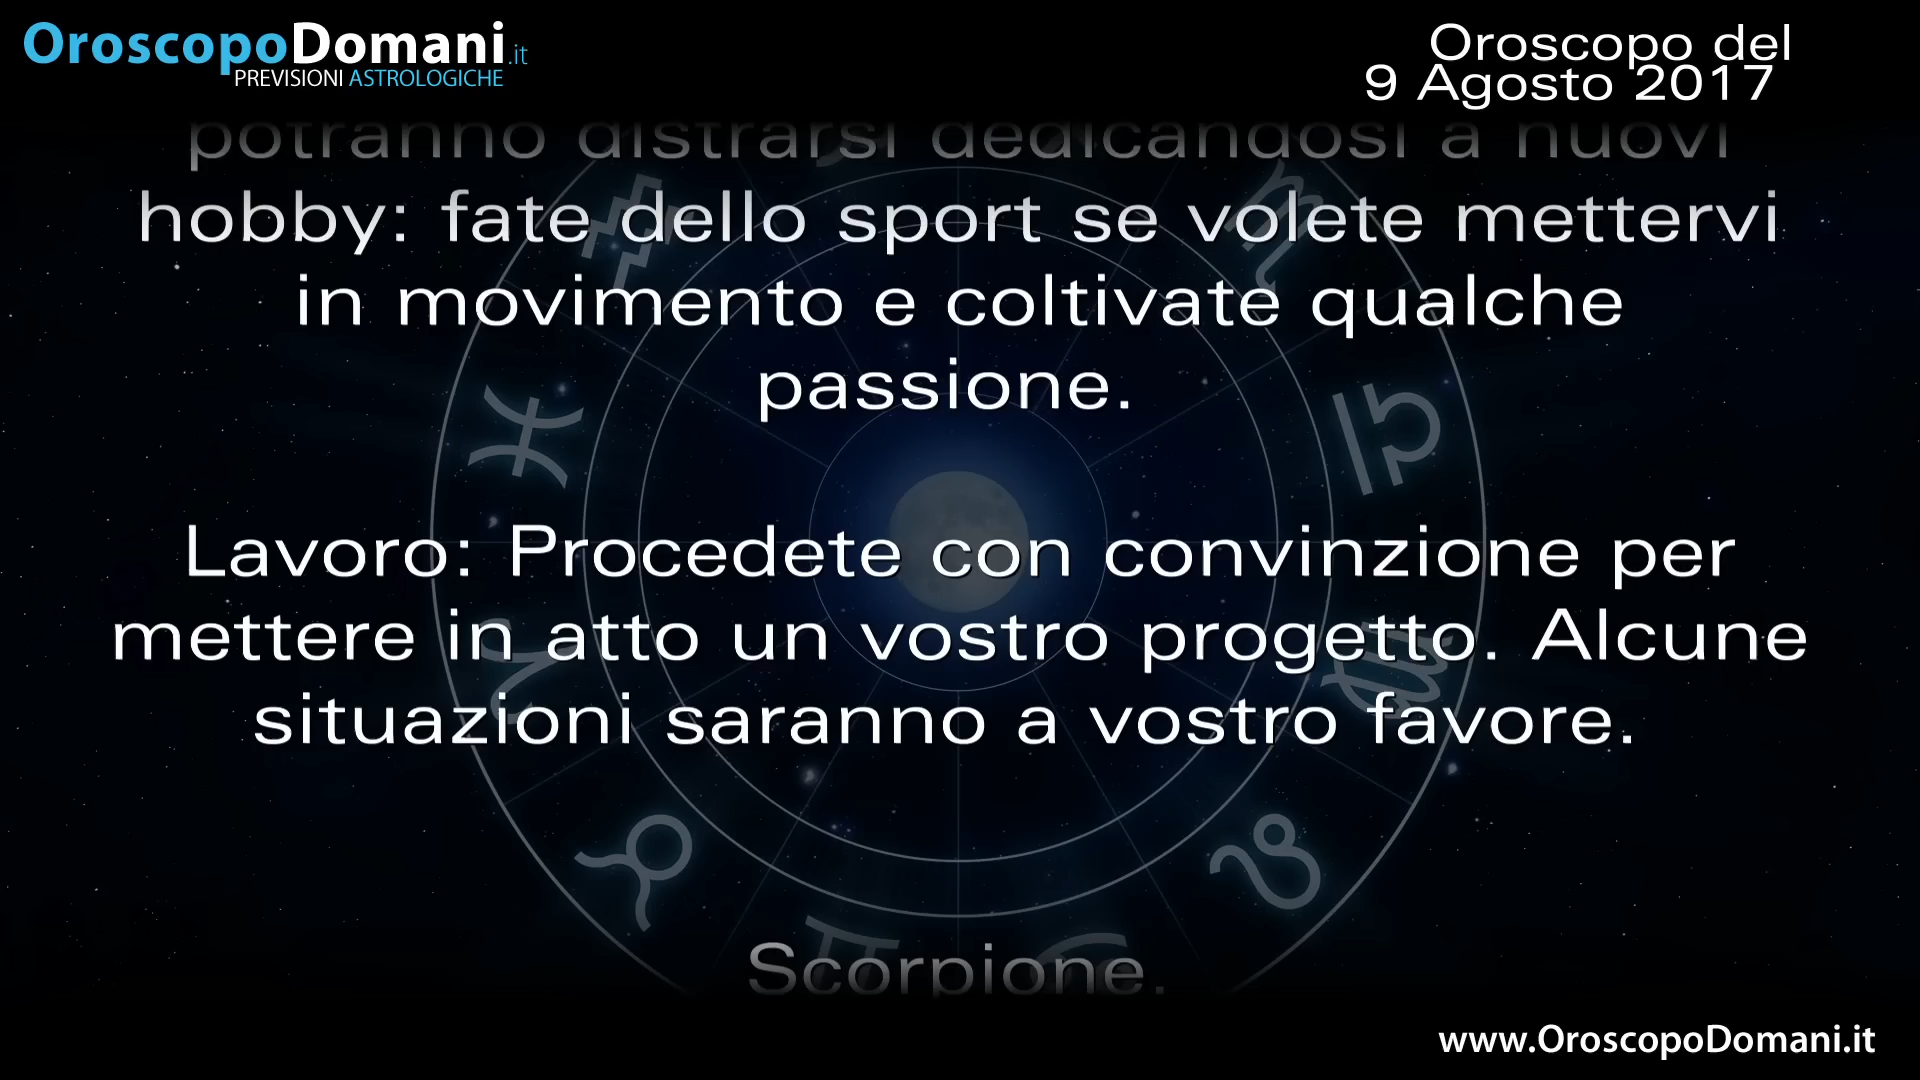 OroscopoDomani.it
PREVISIONI ASTROLOGICHE
Oroscopo del
9 Agosto 2017
potranno distrarsi dedicandosi a nuovi
hobby: fate dello sport se volete mettervi
in movimento e coltivate qualche
passione.
Lavoro: Procedete con convinzione per
mettere in atto un vostro progetto. Alcune
situazioni saranno a vostro favore.
Scorpione.
www.OroscopoDomani.it